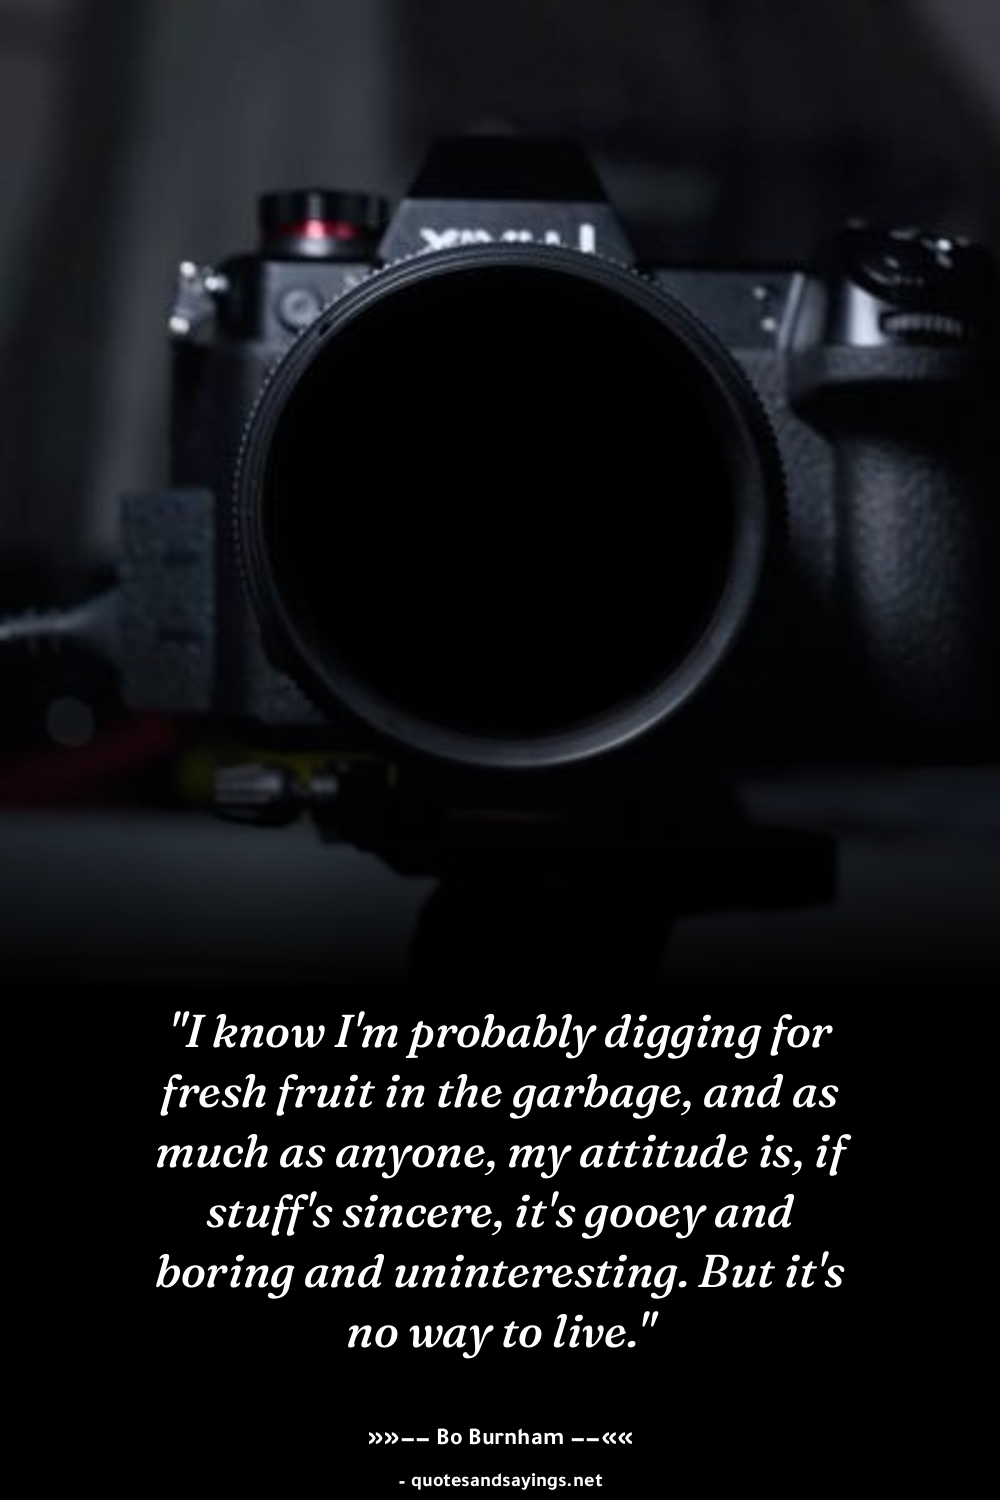 "I know I'm probably digging for
fresh fruit in the garbage, and as
much as anyone, my attitude is, if
stuff's sincere, it's gooey and
boring and uninteresting. But it's
no way to live."
»»–– Bo Burnham ––««
- quotesandsayings.net